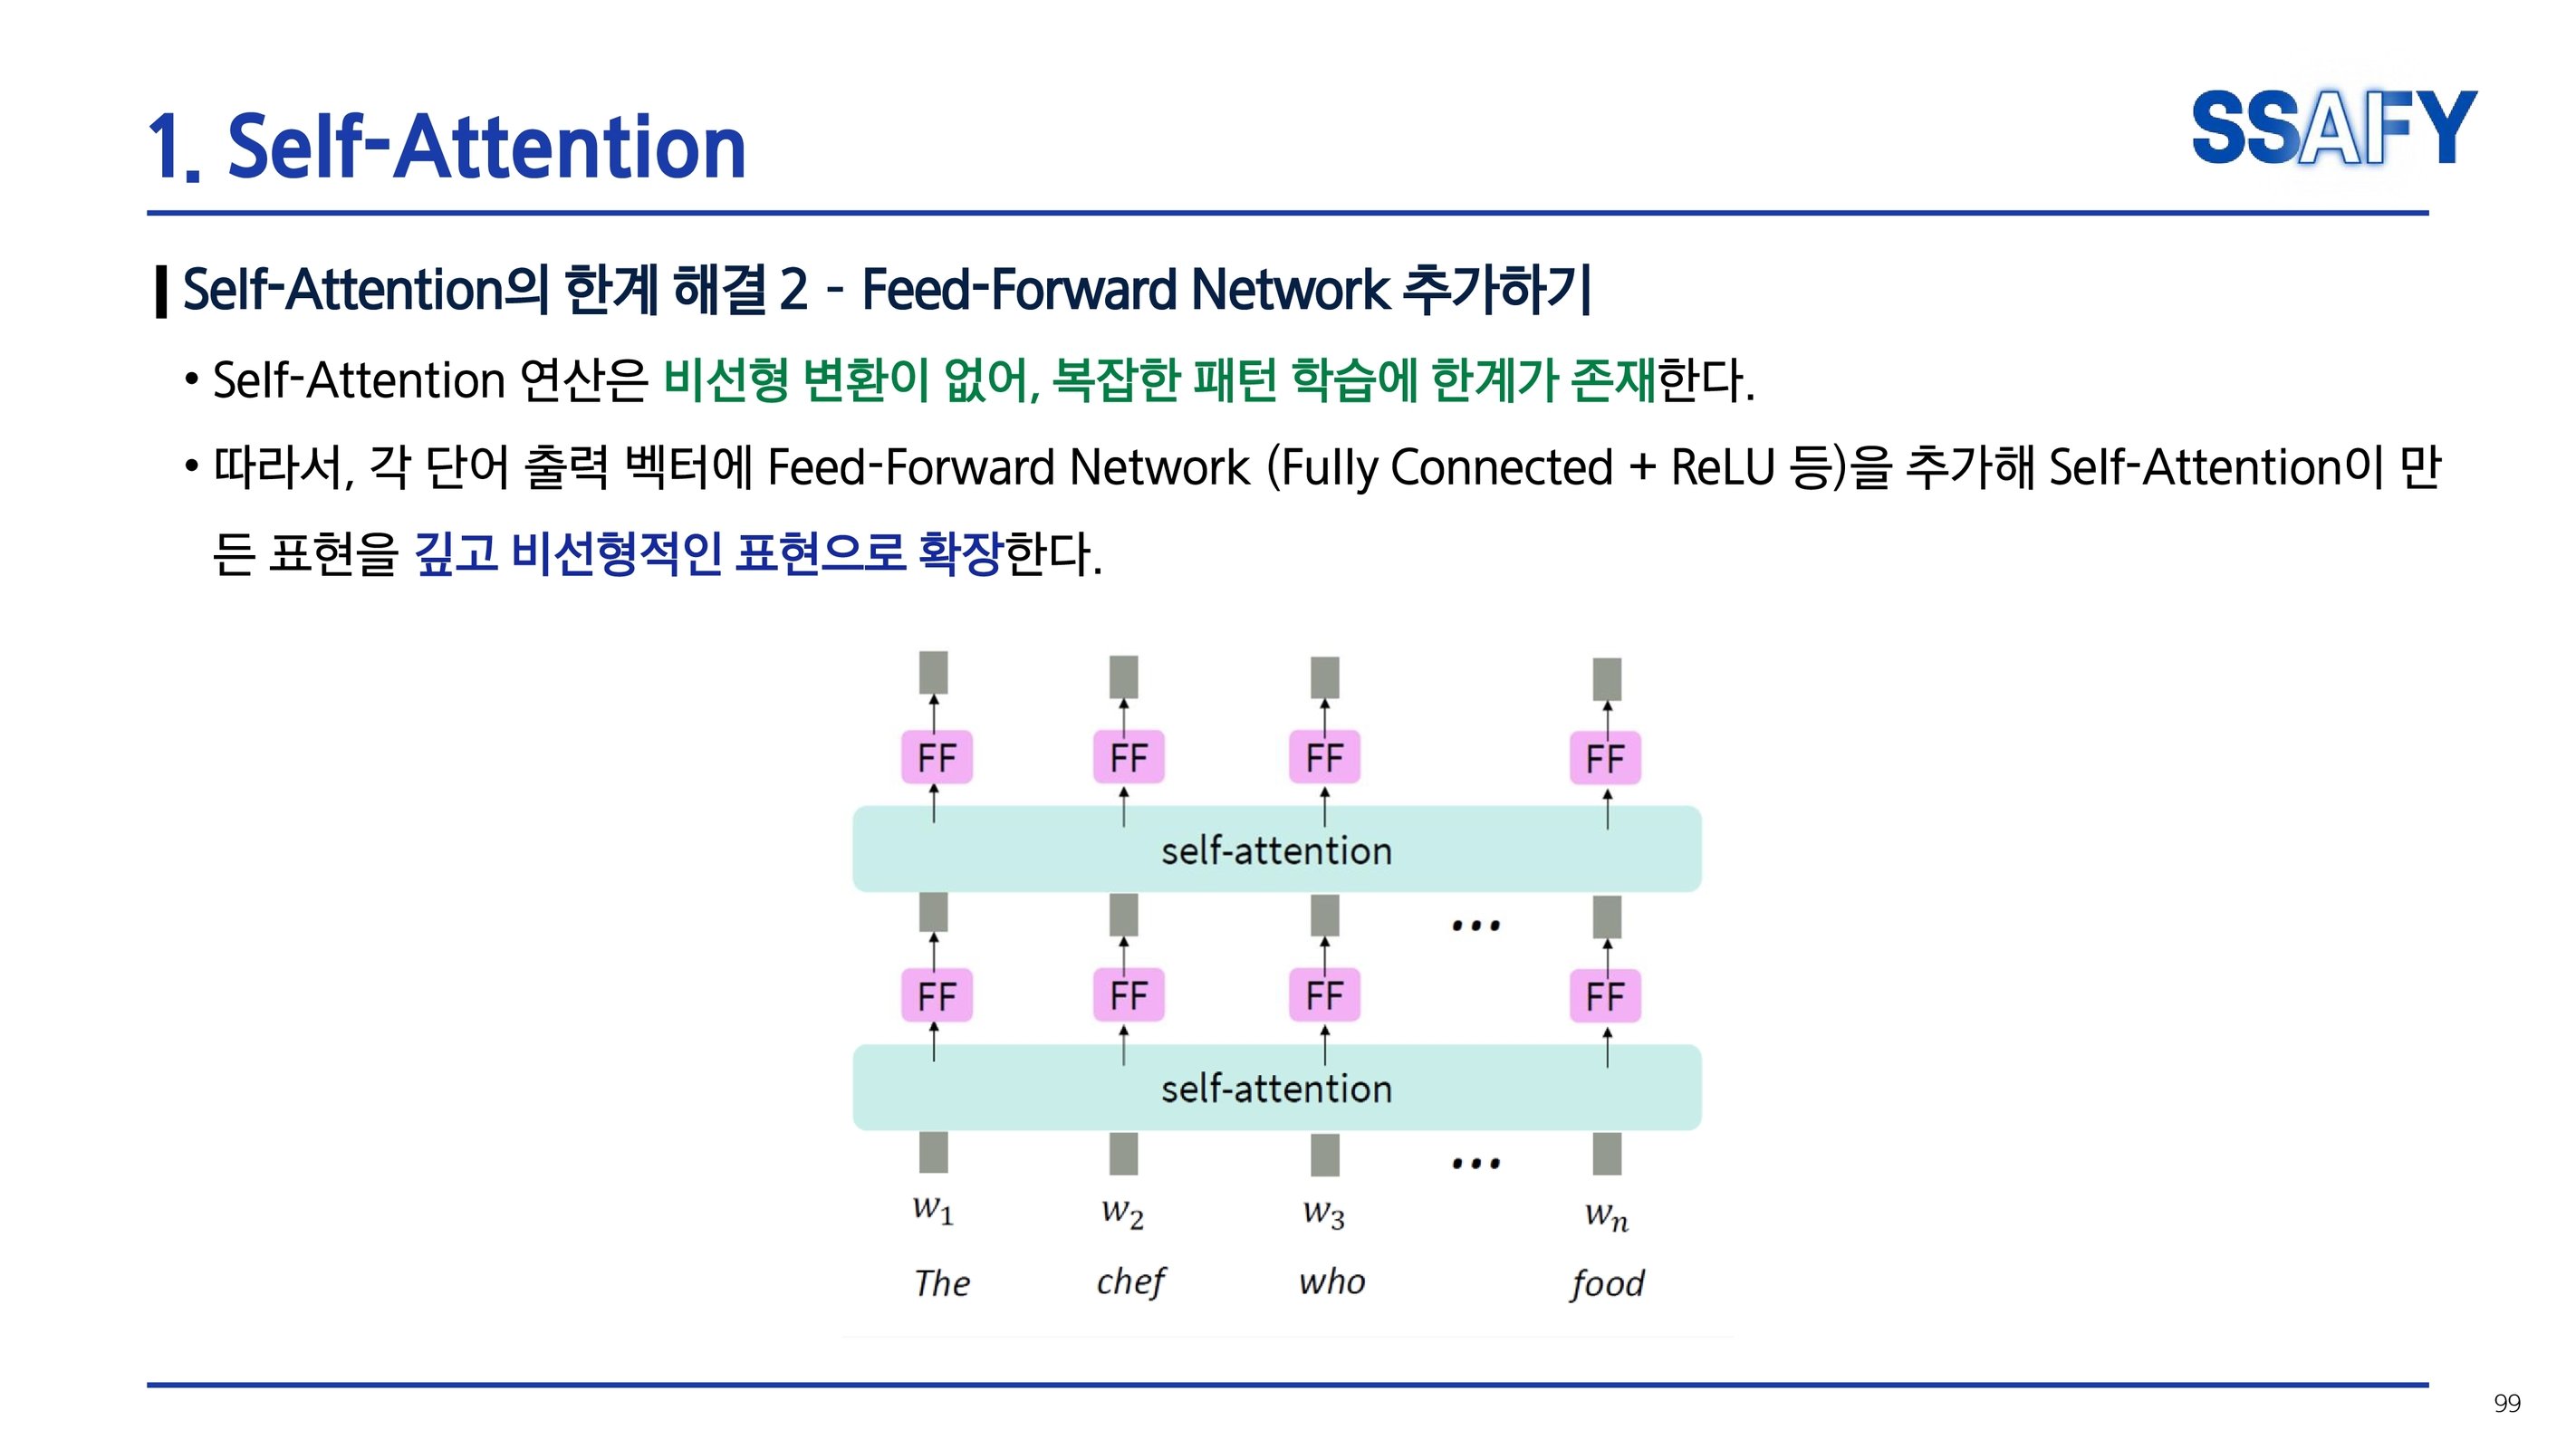 1. Self-Attention
SSAFY
Self-Attention의 한계 해결 2 - Feed-Forward Network 추가하기
• Self-Attention 연산은 비선형 변환이 없어, 복잡한 패턴 학습에 한계가 존재한다.
• 따라서, 각 단어 출력 벡터에 Feed-Forward Network (Fully Connected + ReLU 등)을 추가해 Self-Attention이 만
든 표현을 깊고 비선형적인 표현으로 확장한다.
FF FF FF FF
self-attention
...
FF FF FF FF
self-attention
...
w₁ w₂ w₃ wₙ
The chef who food
99